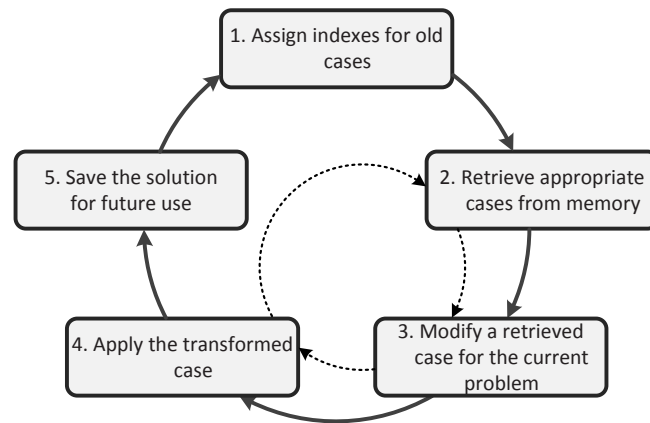 1. Assign indexes for old
cases
2. Retrieve appropriate
cases from memory
3. Modify a retrieved
case for the current
problem
4. Apply the transformed
case
5. Save the solution
for future use